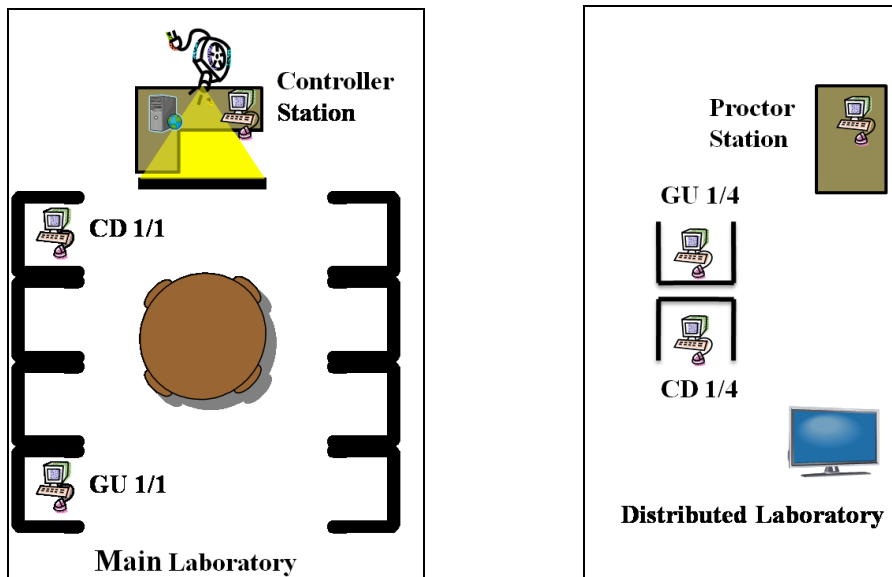 Controller
Station
CD 1/1
GU 1/1
Main Laboratory
Proctor
Station
GU 1/4
CD 1/4
Distributed Laboratory